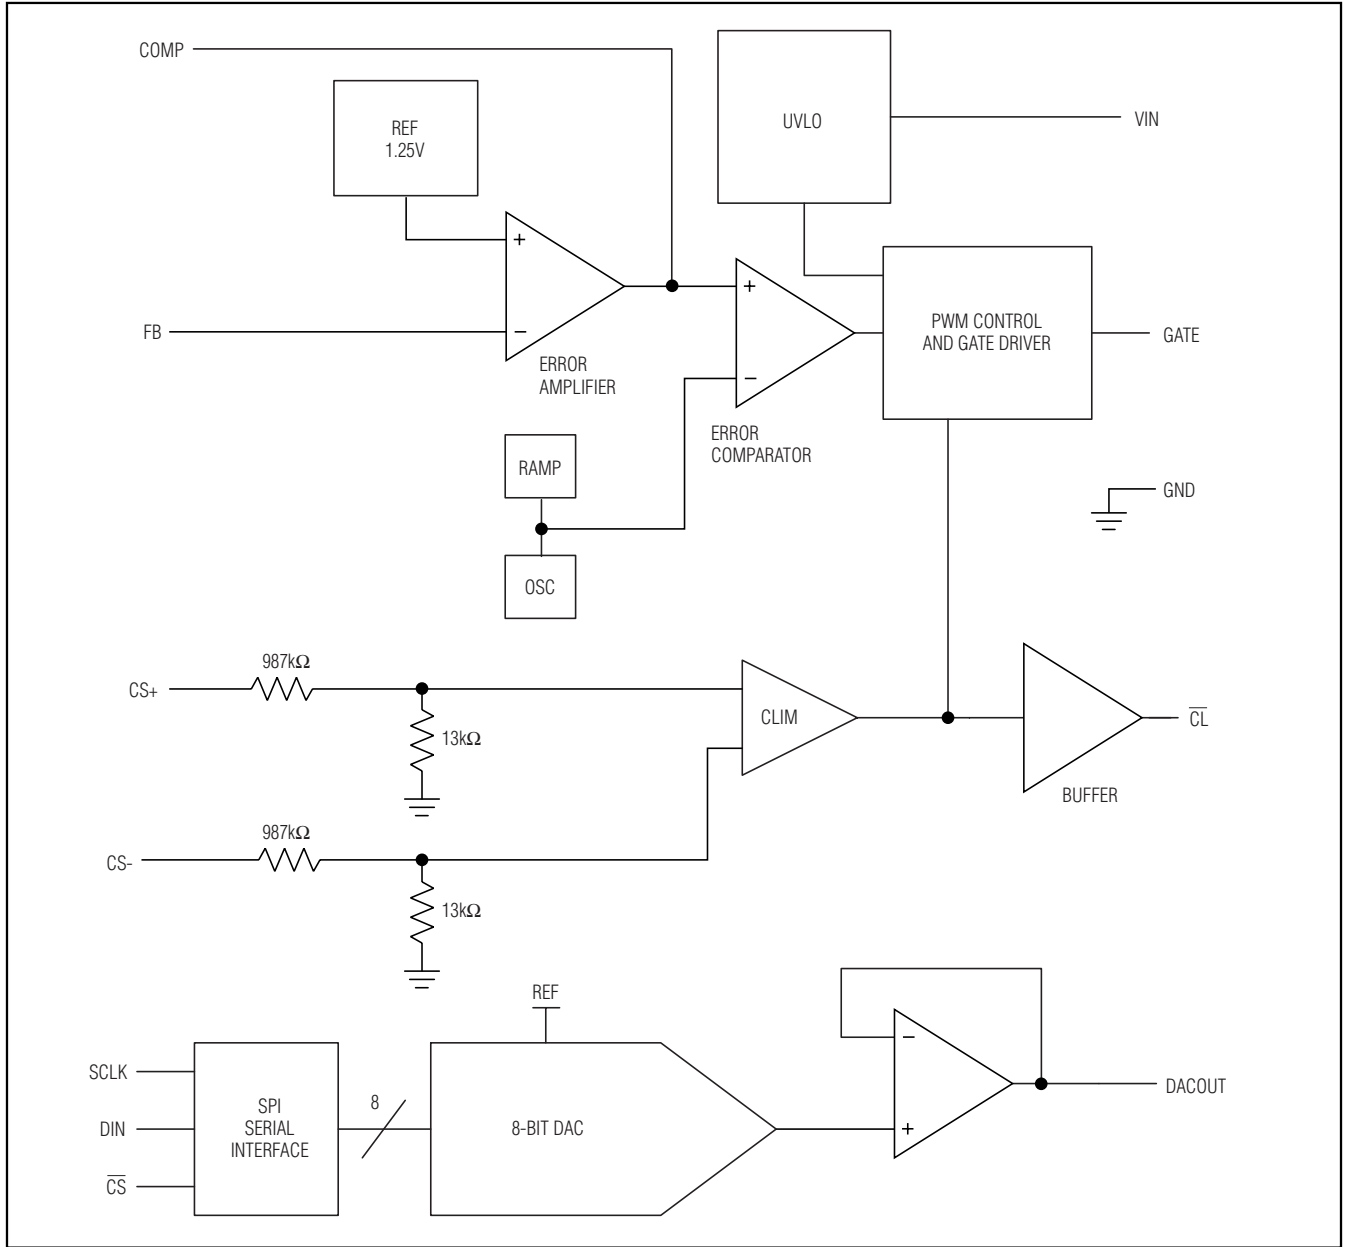 COMP
REF
1.25V
UVLO
VIN
+
+
PWM CONTROL
AND GATE DRIVER
FB
−
GATE
ERROR
AMPLIFIER
−
ERROR
COMPARATOR
RAMP
GND
OSC
987kΩ
CS+
13kΩ
CLIM
C̅L̅
BUFFER
987kΩ
CS-
13kΩ
REF
−
SCLK
SPI
SERIAL
INTERFACE
8
DIN
C̅S̅
8-BIT DAC
+
DACOUT